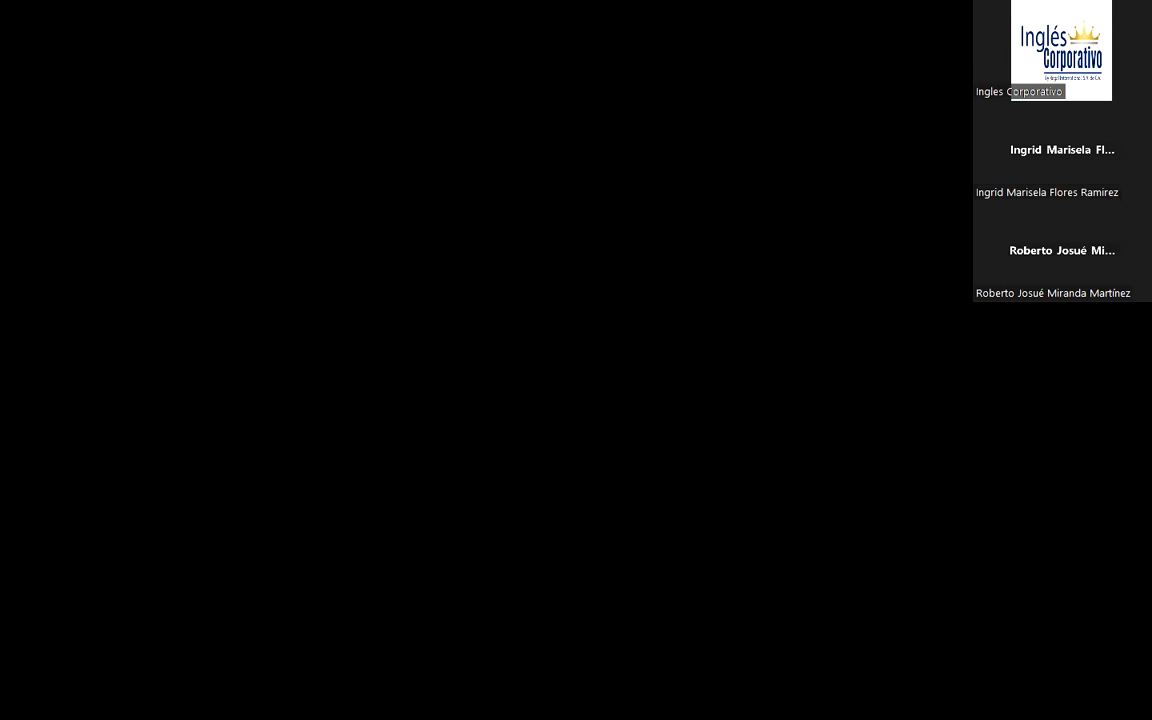 Inglés
Corporativo
Ingles Corporativo
Ingrid Marisela Fl...
Ingrid Marisela Flores Ramirez
Roberto Josué Mi...
Roberto Josué Miranda Martínez